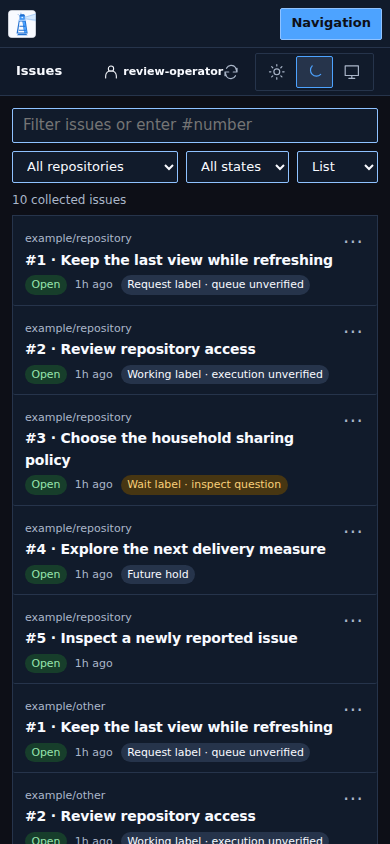 Navigation
Issues
review-operator
Filter issues or enter #number
All repositories
All states
List
10 collected issues
example/repository
...
#1 · Keep the last view while refreshing
Open 1h ago Request label · queue unverified
example/repository
...
#2 · Review repository access
Open 1h ago Working label · execution unverified
example/repository
...
#3 · Choose the household sharing
policy
Open 1h ago Wait label · inspect question
example/repository
...
#4 · Explore the next delivery measure
Open 1h ago Future hold
example/repository
...
#5 · Inspect a newly reported issue
Open 1h ago
example/other
...
#1 · Keep the last view while refreshing
Open 1h ago Request label · queue unverified
example/other
...
#2 · Review repository access
Open 1h ago Working label · execution unverified